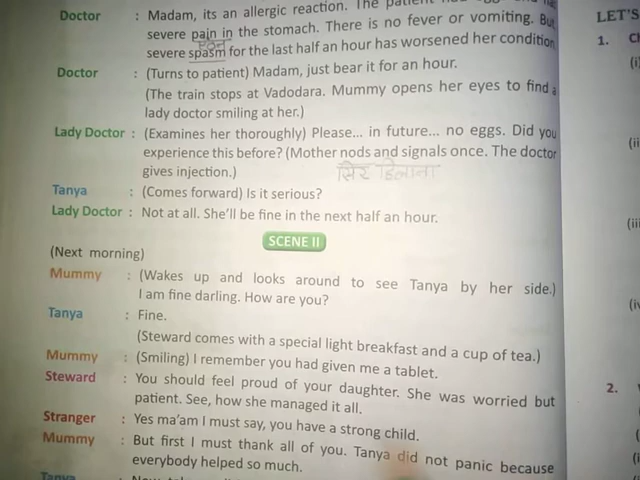 Doctor : Madam, its an allergic reaction. The patient had egg
severe pain in the stomach. There is no fever or vomiting. But
ऐंठन
severe spasm for the last half an hour has worsened her condition
Doctor : (Turns to patient) Madam, just bear it for an hour.
(The train stops at Vadodara. Mummy opens her eyes to find a
lady doctor smiling at her.)
Lady Doctor : (Examines her thoroughly) Please... in future... no eggs. Did you
experience this before? (Mother nods and signals once. The doctor
gives injection.) सिर हिलाना
Tanya : (Comes forward) Is it serious?
Lady Doctor : Not at all. She'll be fine in the next half an hour.
SCENE II
(Next morning)
Mummy : (Wakes up and looks around to see Tanya by her side.)
I am fine darling. How are you?
Tanya : Fine.
(Steward comes with a special light breakfast and a cup of tea.)
Mummy : (Smiling) I remember you had given me a tablet.
Steward : You should feel proud of your daughter. She was worried but
patient. See, how she managed it all.
Stranger : Yes ma'am I must say, you have a strong child.
Mummy : But first I must thank all of you. Tanya did not panic because
everybody helped so much.
Tanya :
LET'S
1.
(i)
(ii
(iii
(iv
2.